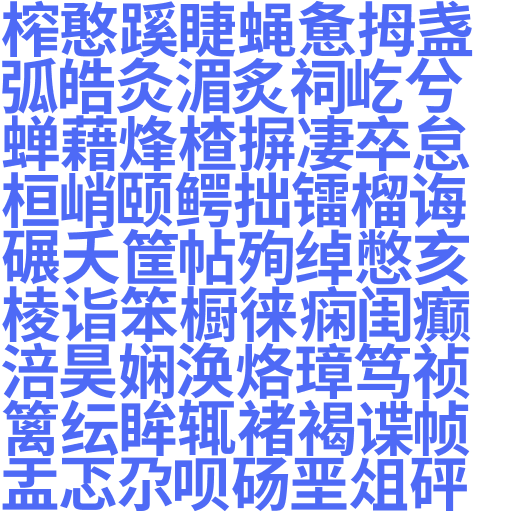 榨憨蹊睫蝇惫拇盏
弧皓灸湄炙祠屹兮
蝉藉烽楂摒凄卒怠
桓峭颐鳄拙镭榴诲
碾夭筐帖殉绰憋亥
棱诣笨橱徕痫闺癫
涪昊娴涣烙璋笃祯
篱纭眸辄褚褐谍帧
盂忑尕呗砀垩俎砰